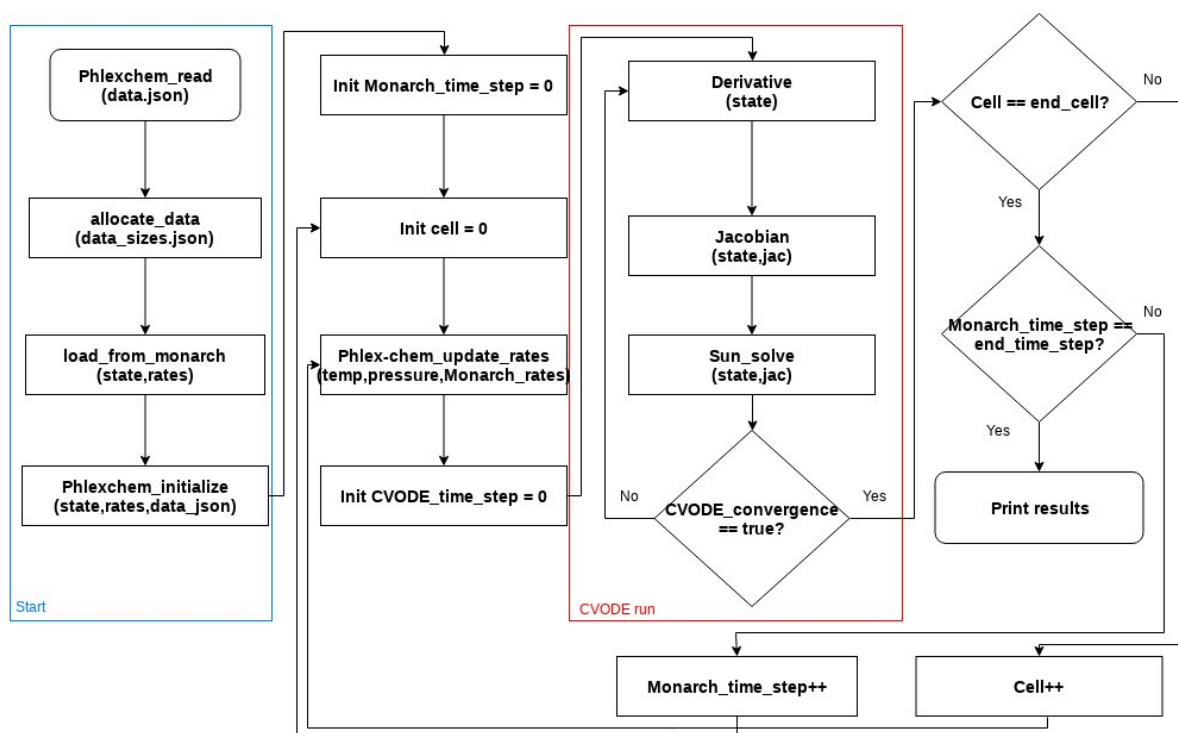 Phlexchem_read
(data.json)
allocate_data
(data_sizes.json)
load_from_monarch
(state,rates)
Phlexchem_initialize
(state,rates,data_json)
Start
Init Monarch_time_step = 0
Init cell = 0
Phlex-chem_update_rates
(temp,pressure,Monarch_rates)
Init CVODE_time_step = 0
Derivative
(state)
Jacobian
(state,jac)
Sun_solve
(state,jac)
No
CVODE_convergence
== true?
Yes
CVODE run
Cell == end_cell?
No
Yes
Monarch_time_step ==
end_time_step?
No
Yes
Print results
Monarch_time_step++
Cell++